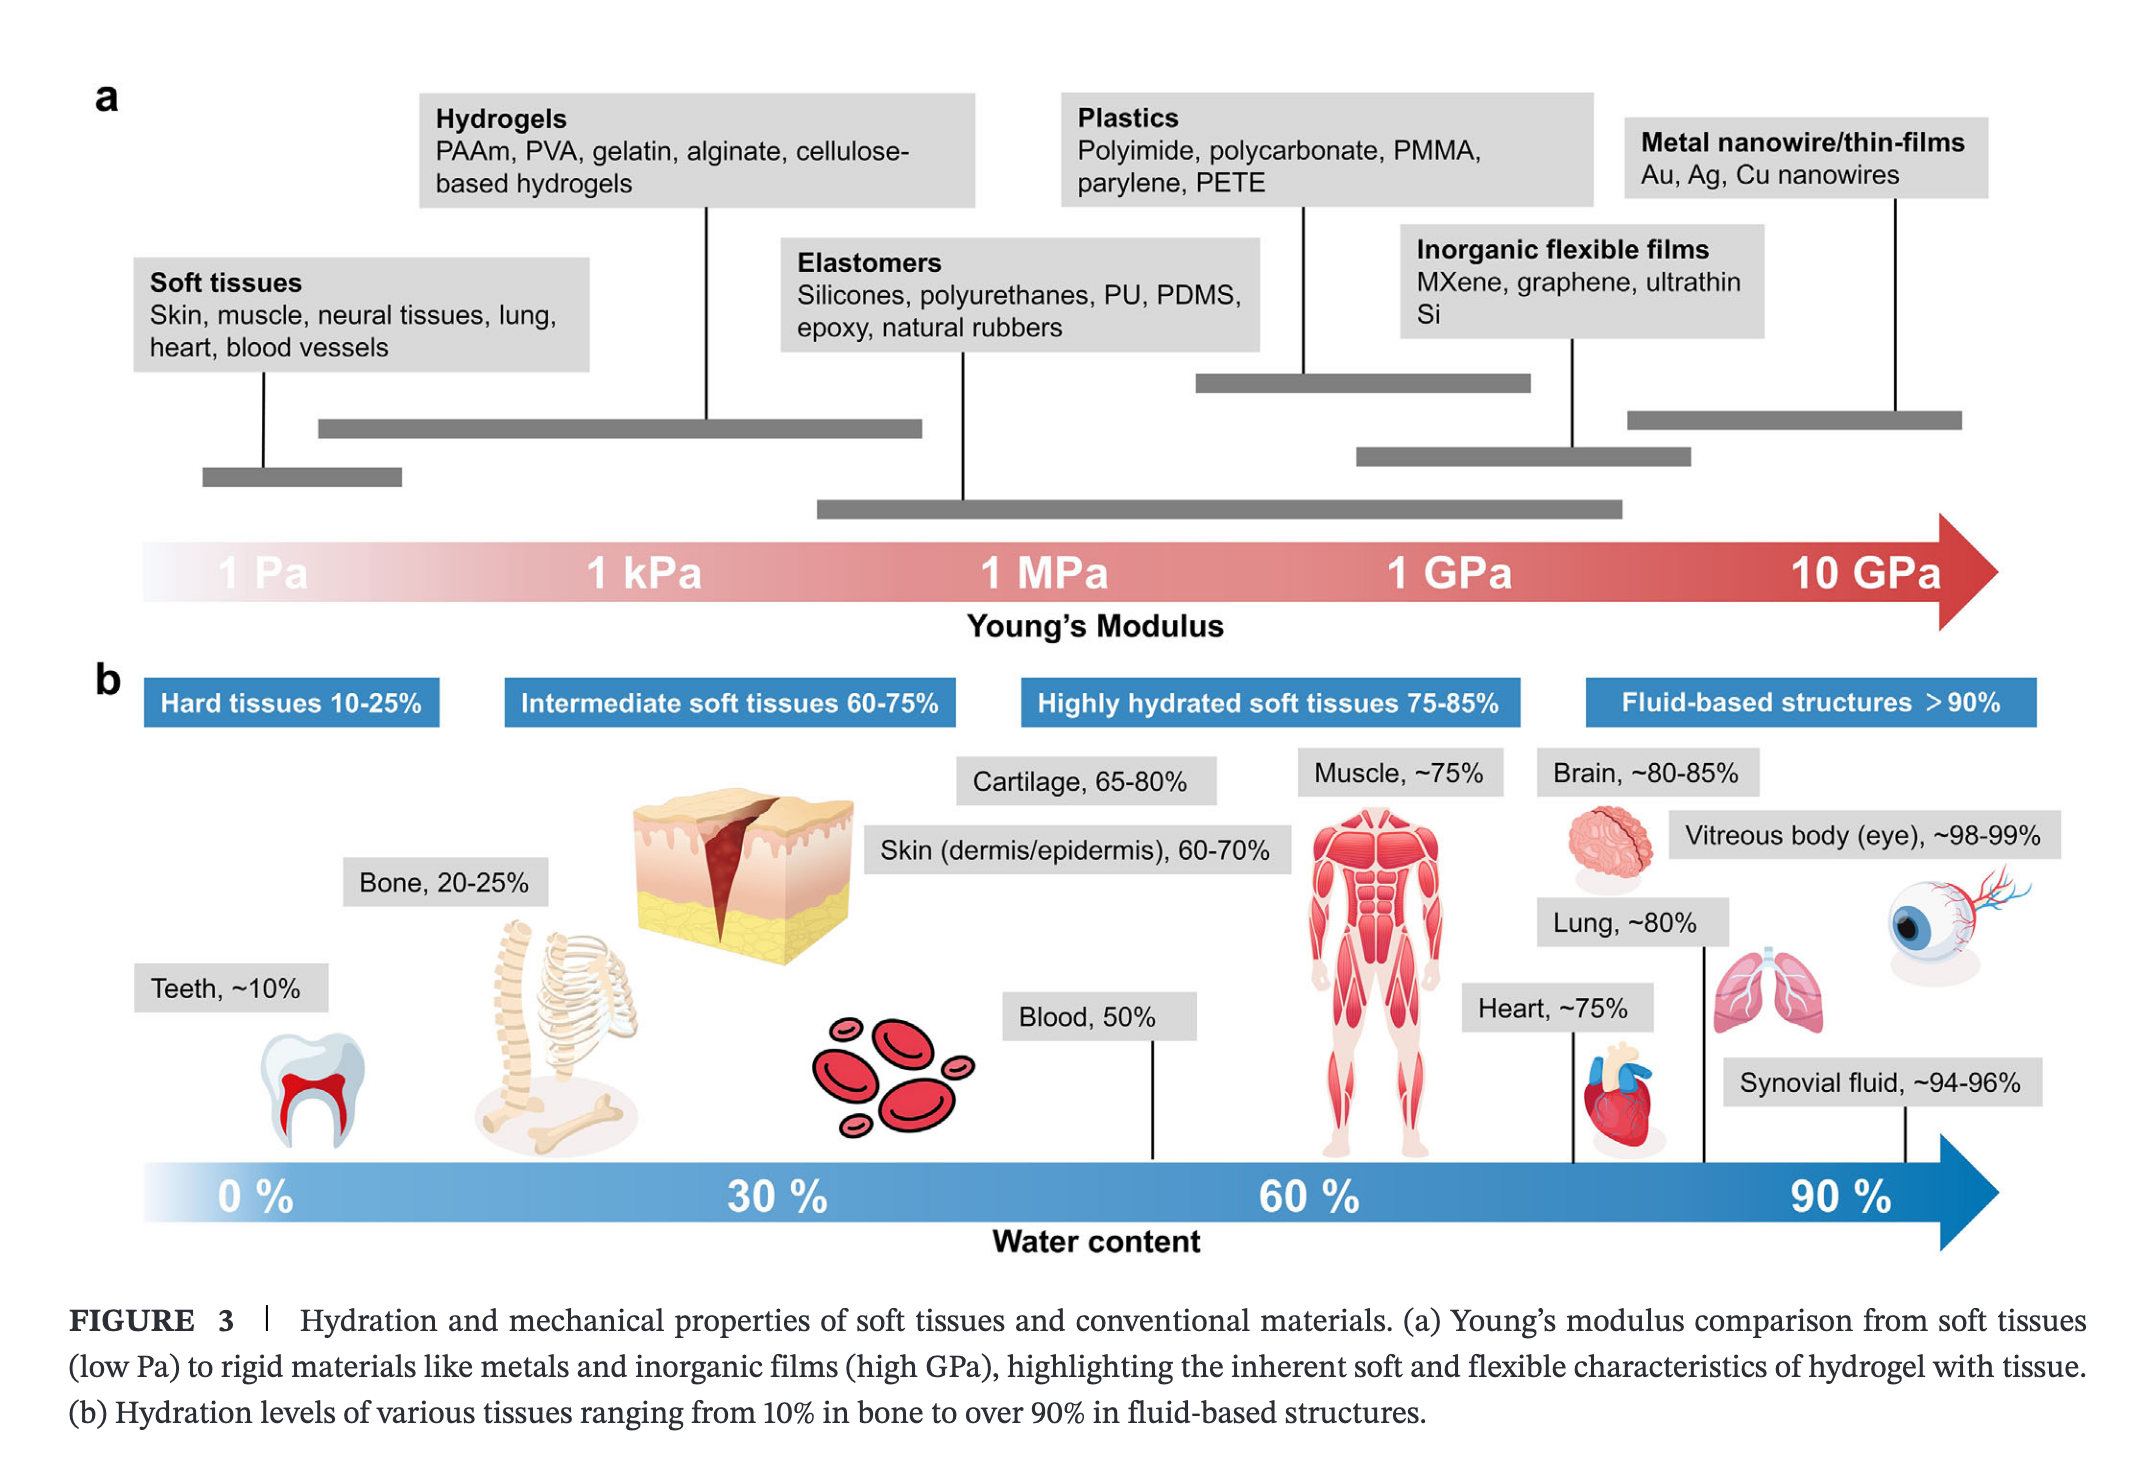 a
Hydrogels
PAAm, PVA, gelatin, alginate, cellulose-
based hydrogels
Plastics
Polyimide, polycarbonate, PMMA,
parylene, PETE
Metal nanowire/thin-films
Au, Ag, Cu nanowires
Soft tissues
Skin, muscle, neural tissues, lung,
heart, blood vessels
Elastomers
Silicones, polyurethanes, PU, PDMS,
epoxy, natural rubbers
Inorganic flexible films
MXene, graphene, ultrathin
Si
1 Pa
1 kPa
1 MPa
1 GPa
10 GPa
Young's Modulus
b
Hard tissues 10-25%
Intermediate soft tissues 60-75%
Highly hydrated soft tissues 75-85%
Fluid-based structures >90%
Cartilage, 65-80%
Muscle, ~75%
Brain, ~80-85%
Skin (dermis/epidermis), 60-70%
Vitreous body (eye), ~98-99%
Bone, 20-25%
Lung, ~80%
Teeth, ~10%
Blood, 50%
Heart, ~75%
Synovial fluid, ~94-96%
0 %
30 %
60 %
90 %
Water content
FIGURE 3 | Hydration and mechanical properties of soft tissues and conventional materials. (a) Young's modulus comparison from soft tissues
(low Pa) to rigid materials like metals and inorganic films (high GPa), highlighting the inherent soft and flexible characteristics of hydrogel with tissue.
(b) Hydration levels of various tissues ranging from 10% in bone to over 90% in fluid-based structures.